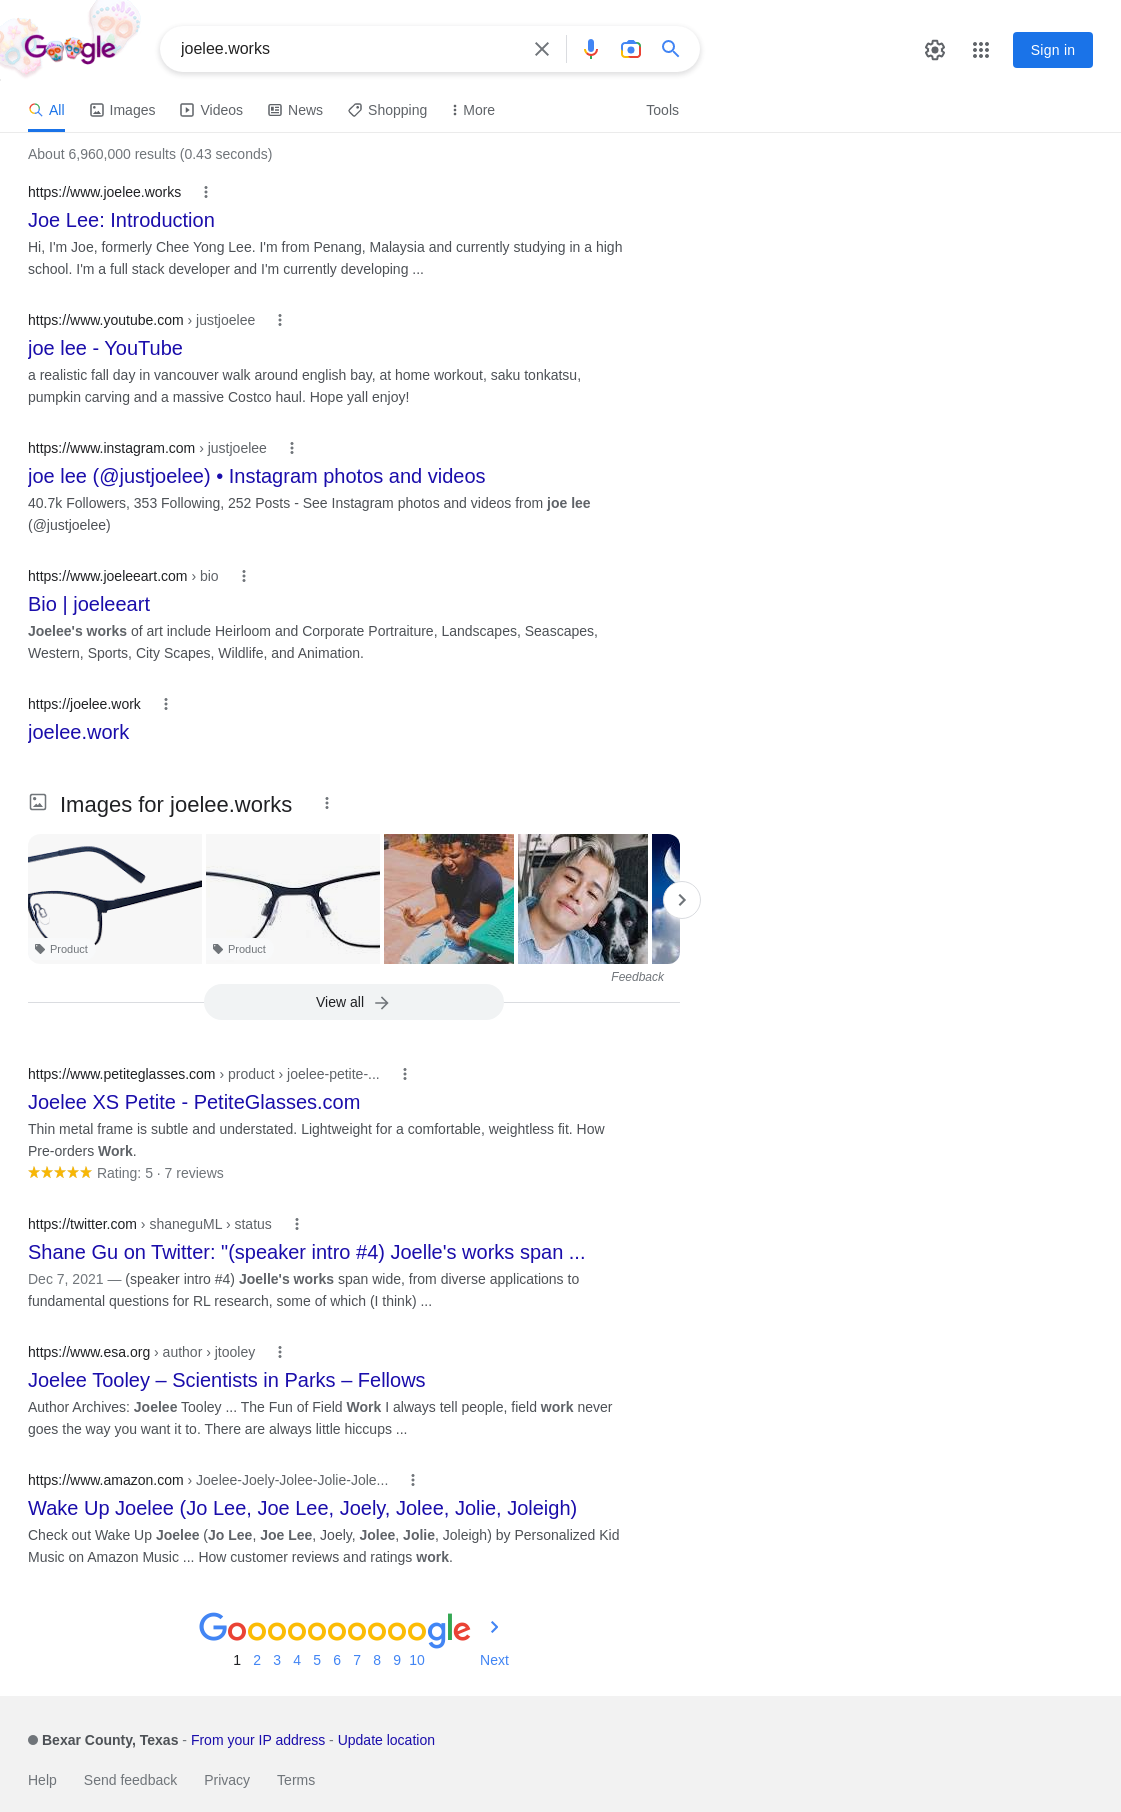 Google
joelee.works
Sign in
All
Images
Videos
News
Shopping
More
Tools
About 6,960,000 results (0.43 seconds)
https://www.joelee.works
Joe Lee: Introduction
Hi, I'm Joe, formerly Chee Yong Lee. I'm from Penang, Malaysia and currently studying in a high
school. I'm a full stack developer and I'm currently developing ...
https://www.youtube.com › justjoelee
joe lee - YouTube
a realistic fall day in vancouver walk around english bay, at home workout, saku tonkatsu,
pumpkin carving and a massive Costco haul. Hope yall enjoy!
https://www.instagram.com › justjoelee
joe lee (@justjoelee) • Instagram photos and videos
40.7k Followers, 353 Following, 252 Posts - See Instagram photos and videos from joe lee
(@justjoelee)
https://www.joeleeart.com › bio
Bio | joeleeart
Joelee's works of art include Heirloom and Corporate Portraiture, Landscapes, Seascapes,
Western, Sports, City Scapes, Wildlife, and Animation.
https://joelee.work
joelee.work
Images for joelee.works
Product
Product
Feedback
View all
https://www.petiteglasses.com › product › joelee-petite-...
Joelee XS Petite - PetiteGlasses.com
Thin metal frame is subtle and understated. Lightweight for a comfortable, weightless fit. How
Pre-orders Work.
Rating: 5 · 7 reviews
https://twitter.com › shaneguML › status
Shane Gu on Twitter: "(speaker intro #4) Joelle's works span ...
Dec 7, 2021 — (speaker intro #4) Joelle's works span wide, from diverse applications to
fundamental questions for RL research, some of which (I think) ...
https://www.esa.org › author › jtooley
Joelee Tooley – Scientists in Parks – Fellows
Author Archives: Joelee Tooley ... The Fun of Field Work I always tell people, field work never
goes the way you want it to. There are always little hiccups ...
https://www.amazon.com › Joelee-Joely-Jolee-Jolie-Jole...
Wake Up Joelee (Jo Lee, Joe Lee, Joely, Jolee, Jolie, Joleigh)
Check out Wake Up Joelee (Jo Lee, Joe Lee, Joely, Jolee, Jolie, Joleigh) by Personalized Kid
Music on Amazon Music ... How customer reviews and ratings work.
Goooooooooogle
1 2 3 4 5 6 7 8 9 10 Next
Bexar County, Texas - From your IP address - Update location
Help Send feedback Privacy Terms